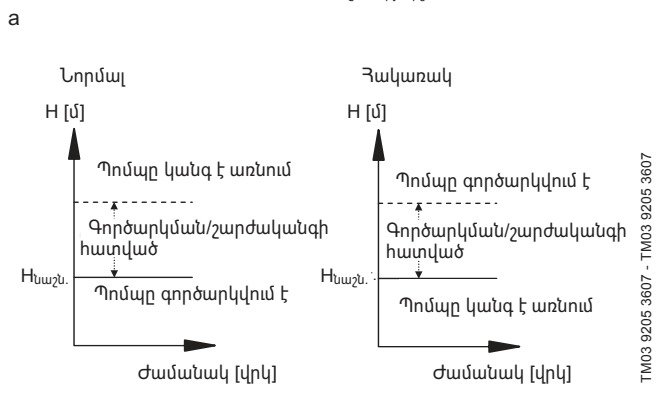 a
Նորմալ
H [մ]
Պոմպը կանգ է առնում
Գործարկման/շարժականգի
հատված
Hնաշն.
Պոմպը գործարկվում է
Ժամանակ [վրկ]
Հակառակ
H [մ]
Պոմպը գործարկվում է
Գործարկման/շարժականգի
հատված
Hնաշն.
Պոմպը կանգ է առնում
Ժամանակ [վրկ]
TM03 9205 3607 - TM03 9205 3607